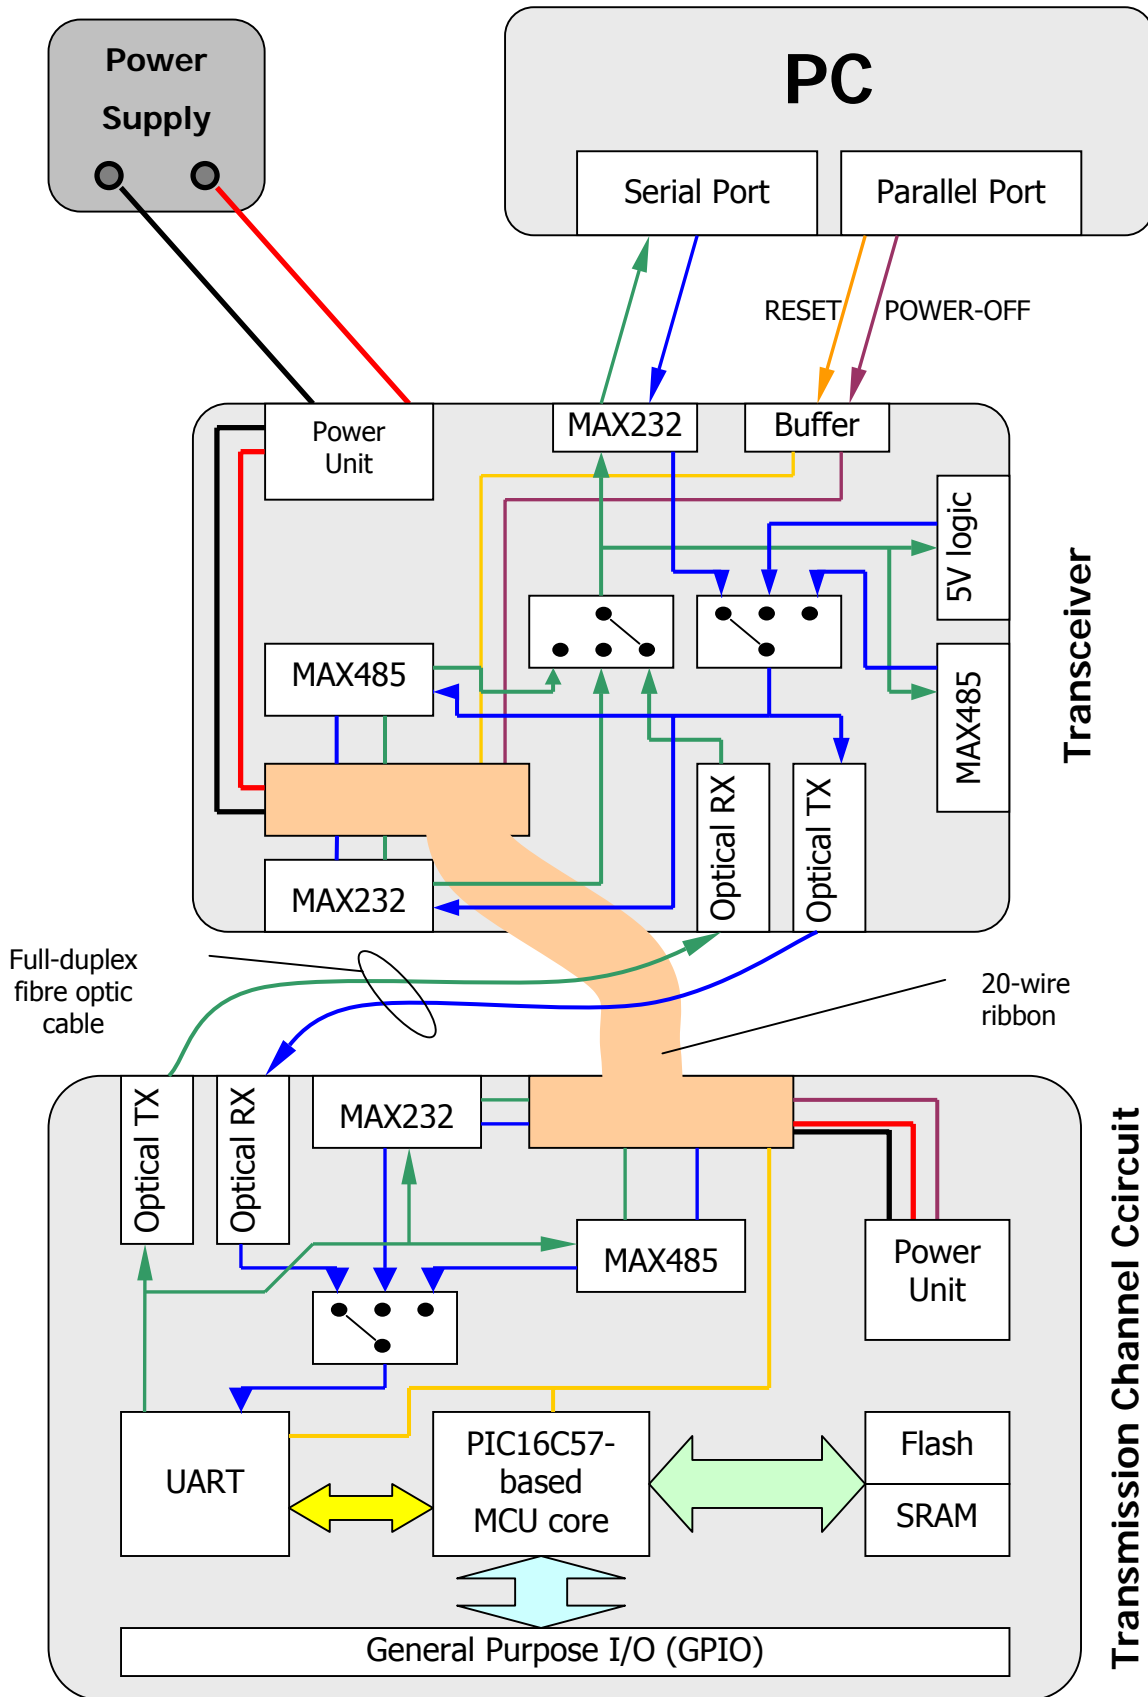 Power
Supply
PC
Serial Port
Parallel Port
RESET
POWER-OFF
Power
Unit
MAX232
Buffer
5V logic
MAX485
MAX485
Transceiver
Optical RX
Optical TX
MAX232
Full-duplex
fibre optic
cable
20-wire
ribbon
Optical TX
Optical RX
MAX232
MAX485
Power
Unit
UART
PIC16C57-
based
MCU core
Flash
SRAM
General Purpose I/O (GPIO)
Transmission Channel Ccircuit